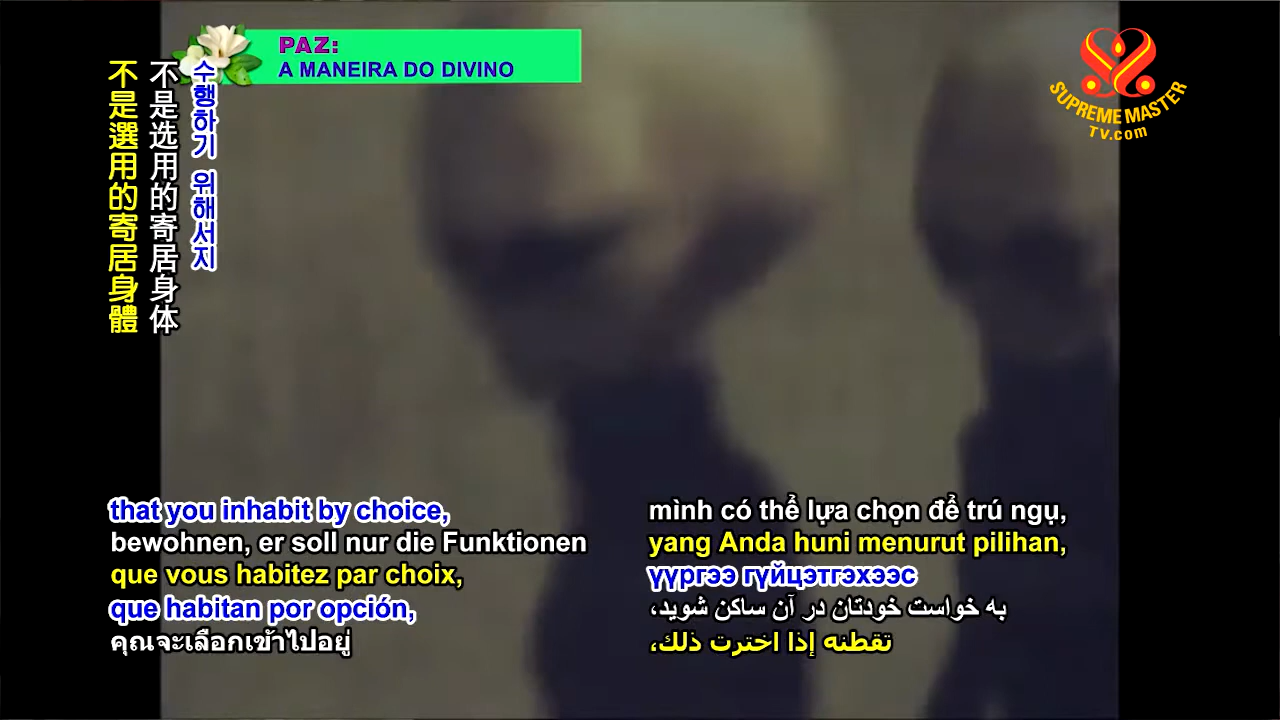 PAZ:
A MANEIRA DO DIVINO
SUPREME MASTER
TV.com
수행하기 위해서지
不是选用的寄居身体
不是選用的寄居身體
that you inhabit by choice,
bewohnen, er soll nur die Funktionen
que vous habitez par choix,
que habitan por opción,
คุณจะเลือกเข้าไปอยู่
mình có thể lựa chọn để trú ngụ,
yang Anda huni menurut pilihan,
үүргээ гүйцэтгэхээс
به خواست خودتان در آن ساکن شوید،
تقطنه إذا اخترت ذلك،